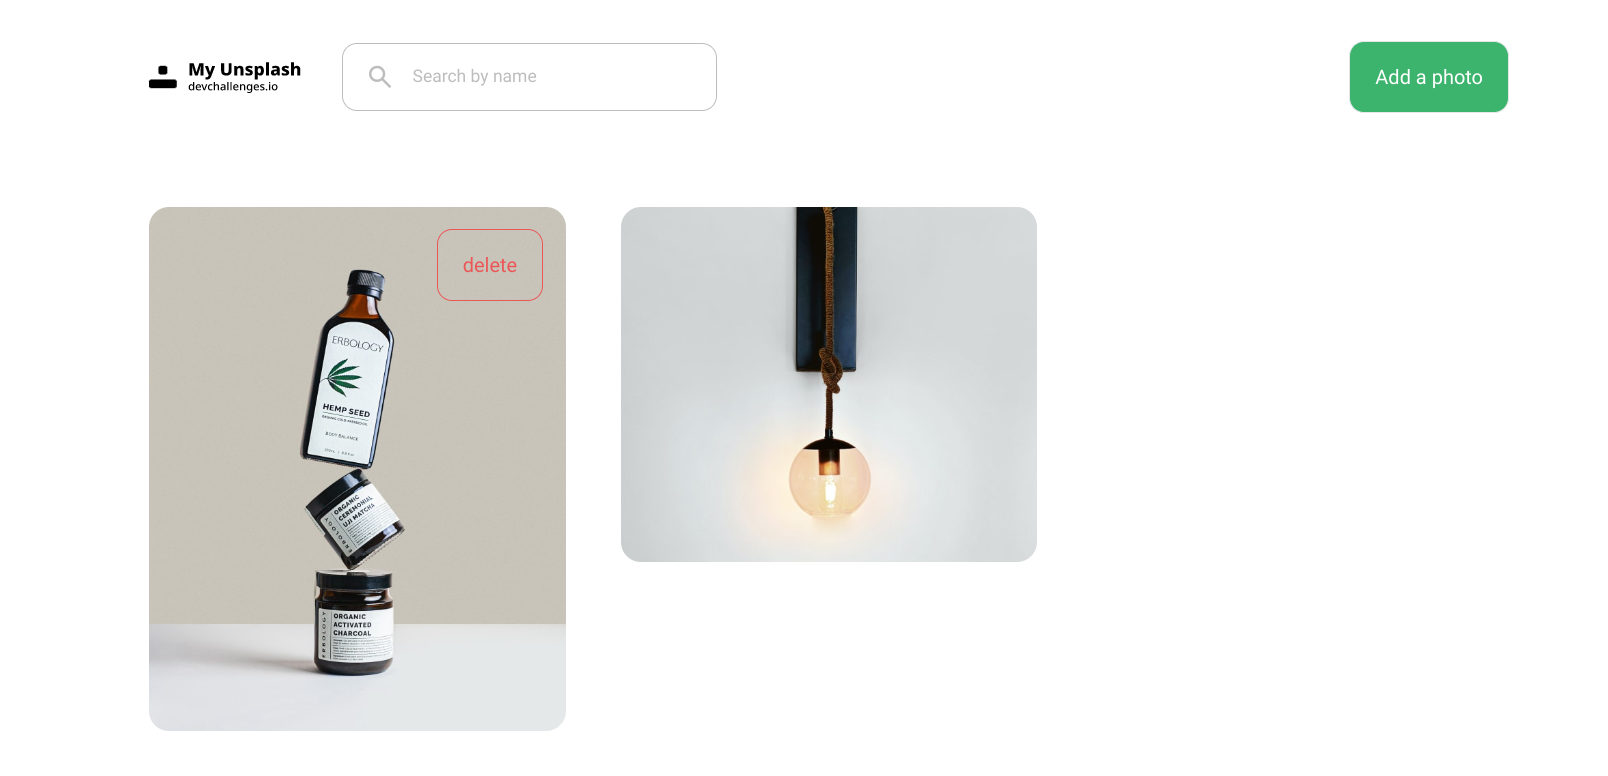 My Unsplash
devchallenges.io
Search by name
Add a photo
delete
ERBOLOGY
HEMP SEED
BODY BALANCE
ORGANIC
CEREMONIAL
UJI MATCHA
ERBOLOGY
ORGANIC
ACTIVATED
CHARCOAL
ERBOLOGY